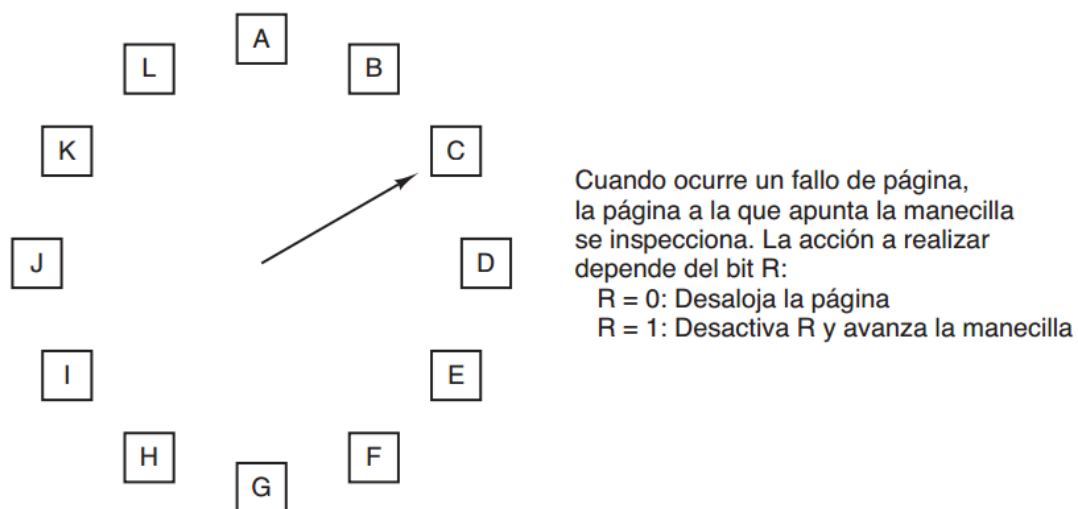 A
L
B
K
C
Cuando ocurre un fallo de página,
la página a la que apunta la manecilla
se inspecciona. La acción a realizar
depende del bit R:
R = 0: Desaloja la página
R = 1: Desactiva R y avanza la manecilla
J
D
I
E
H
F
G